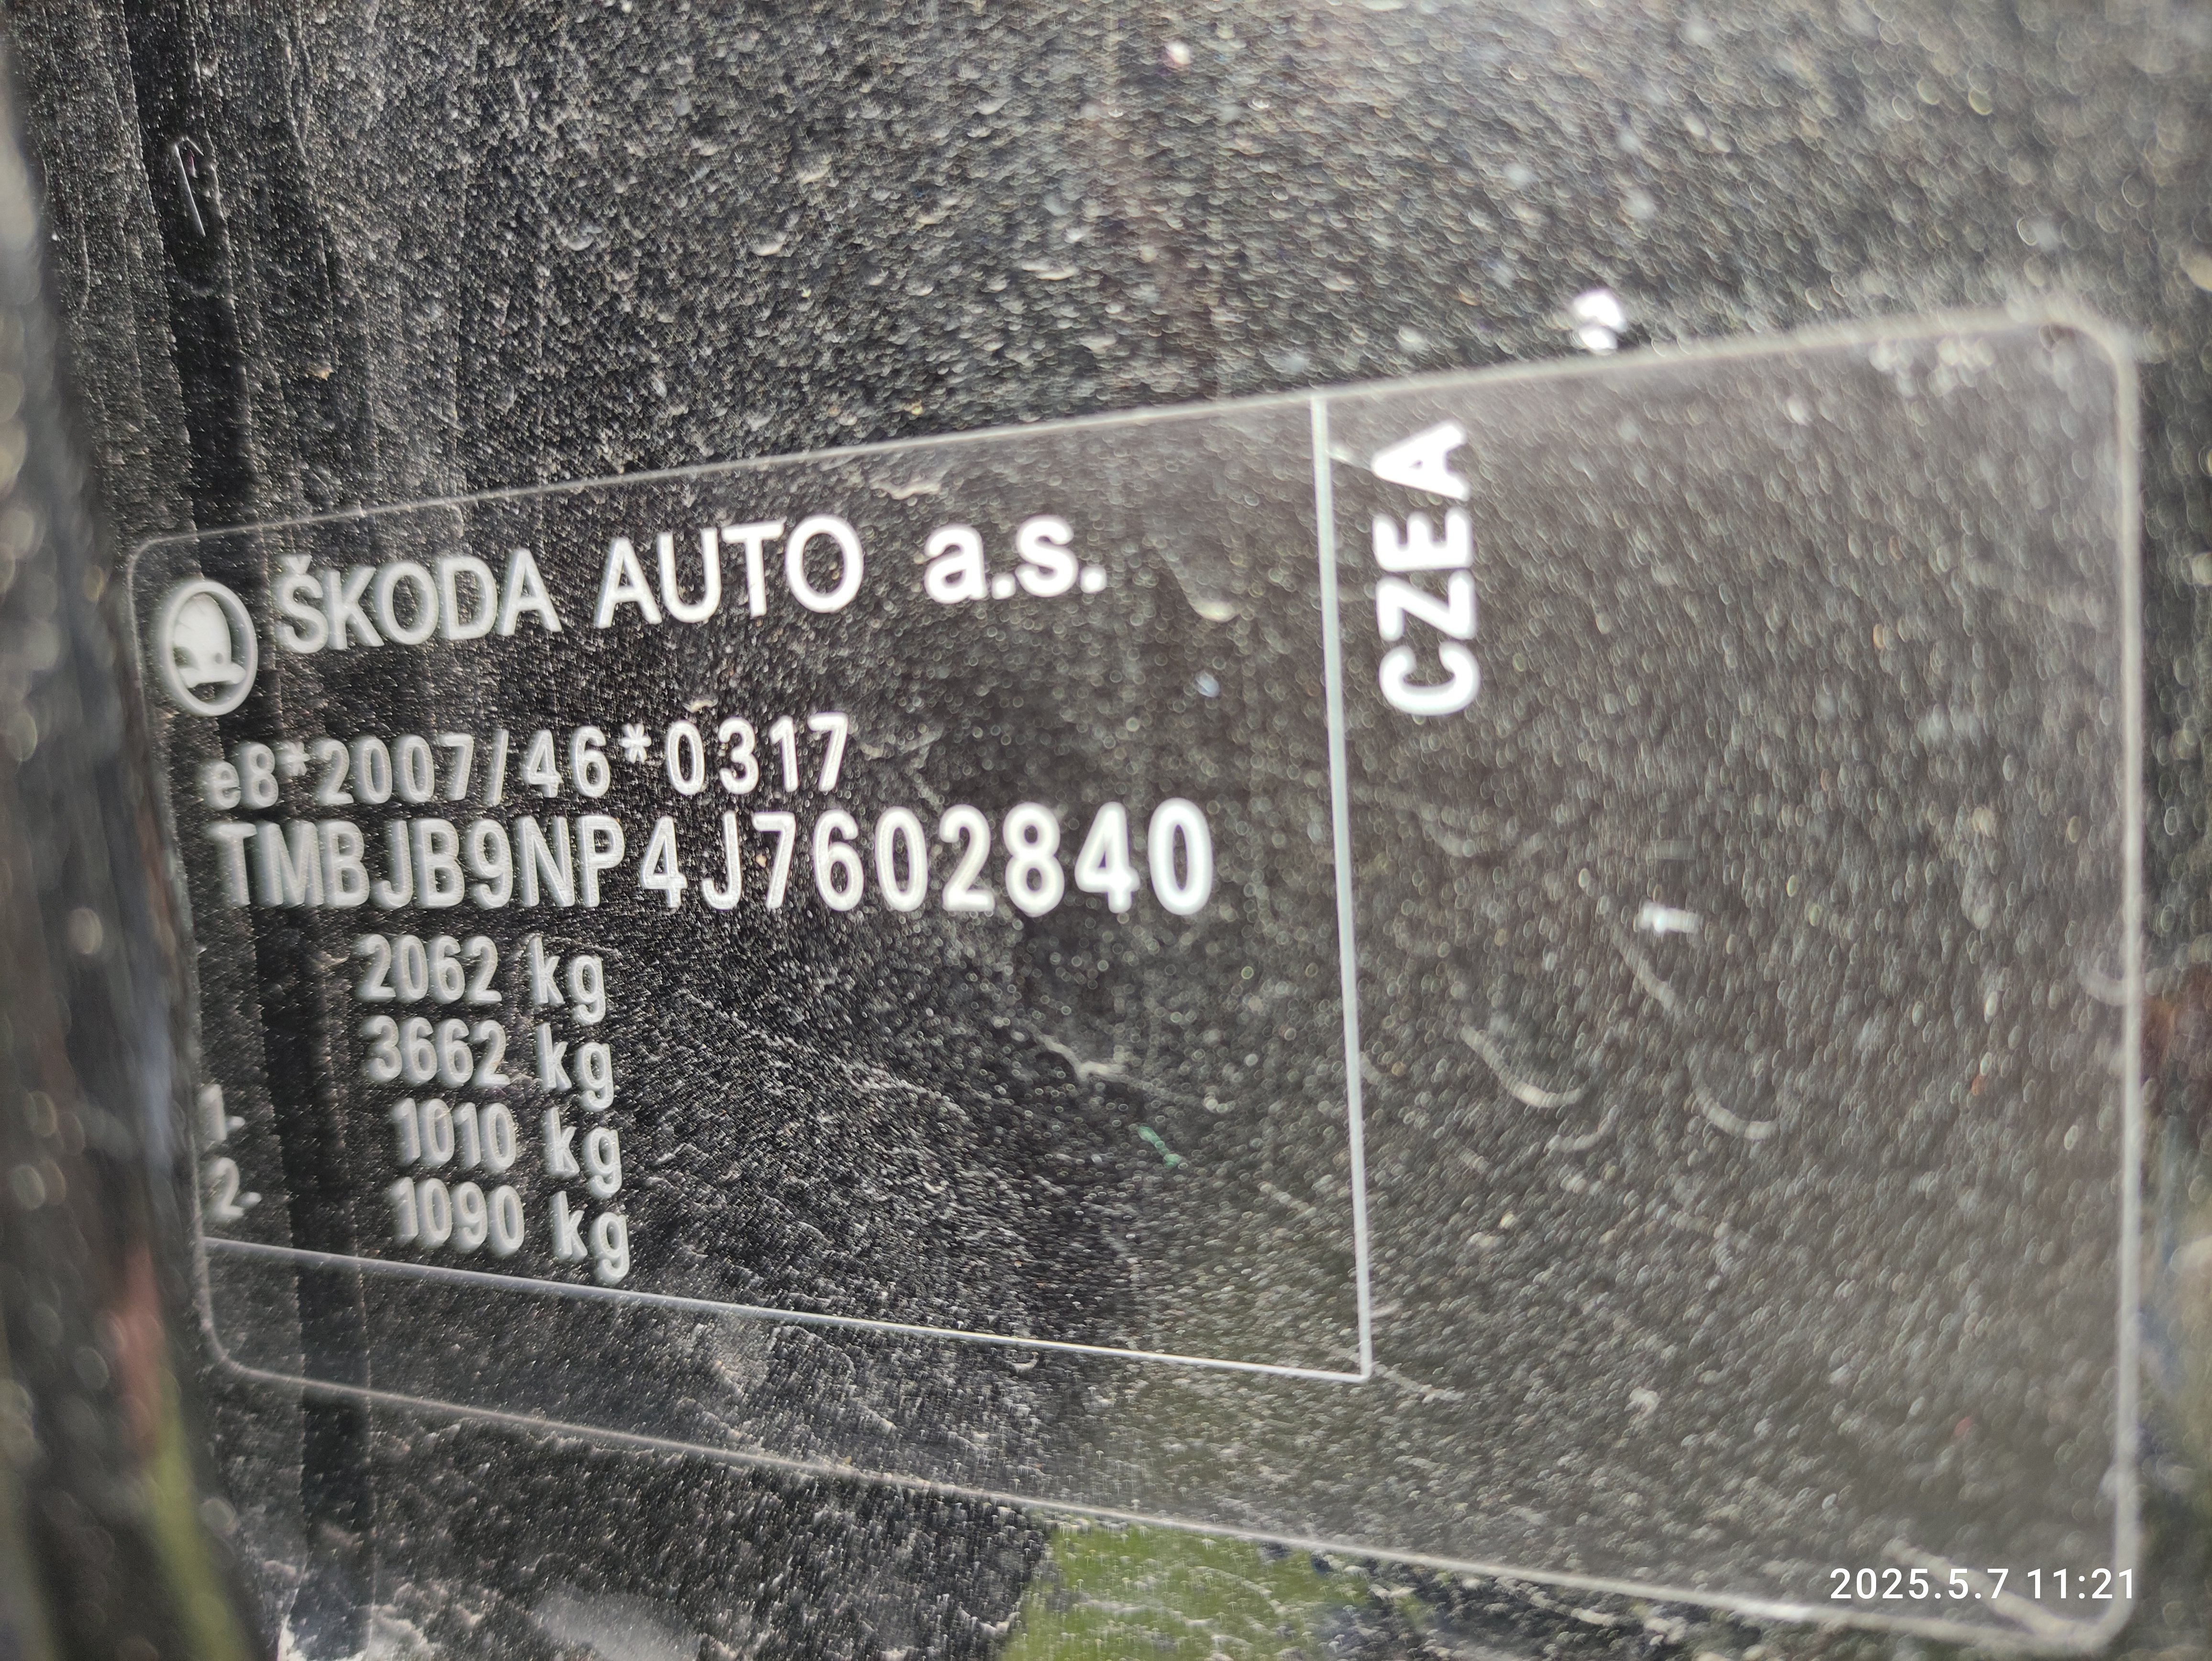 ŠKODA AUTO a.s.
e8*2007/46*0317
TMBJB9NP4J7602840
2062 kg
3662 kg
1- 1010 kg
2- 1090 kg
CZEA
2025.5.7 11:21